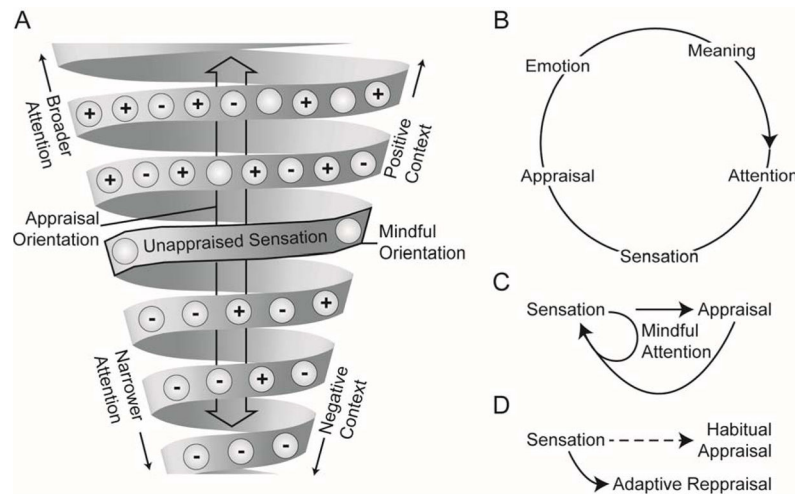 A
Broader
Attention
+ + - + - + +
Positive
Context
+ - + + - + -
Appraisal
Orientation
Unappraised Sensation
Mindful
Orientation
- - + - +
Narrower
Attention
- - + -
Negative
Context
- - -
B
Meaning
Emotion
Appraisal
Attention
Sensation
C
Sensation
Appraisal
Mindful
Attention
D
Sensation
Habitual
Appraisal
Adaptive Reppraisal